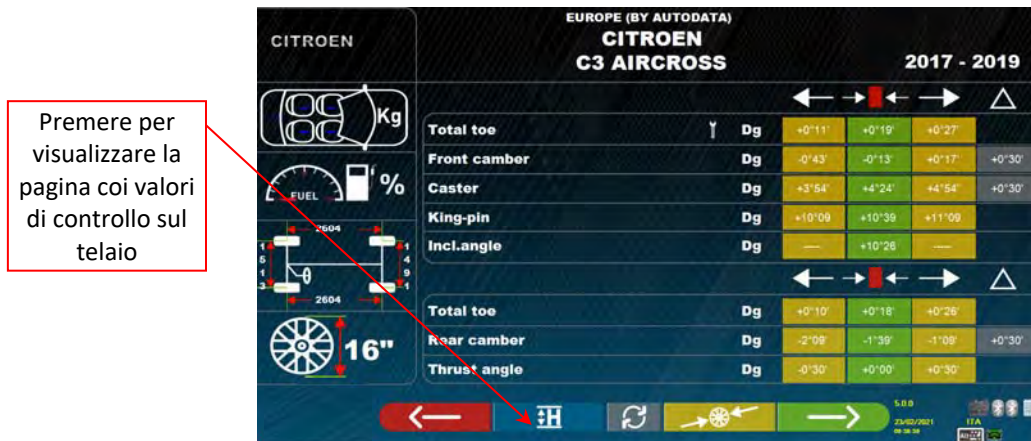 Premere per
visualizzare la
pagina coi valori
di controllo sul
telaio
CITROEN
EUROPE (BY AUTODATA)
CITROEN
C3 AIRCROSS
2017 - 2019
Kg
FUEL
%
2604
1513
1491
2604
16"
Total toe Dg +0°11' +0°19' +0°27'
Front camber Dg -0°43' -0°13' +0°17' +0°30'
Caster Dg +3°54' +4°24' +4°54' +0°30'
King-pin Dg +10°09 +10°39 +11°09
Incl.angle Dg ---- +10°26 ----
Total toe Dg +0°10' +0°18' +0°26'
Rear camber Dg -2°09' -1°39' -1°09' +0°30'
Thrust angle Dg -0°30' +0°00' +0°30'
H
5.0.0
23/02/2021
ITA